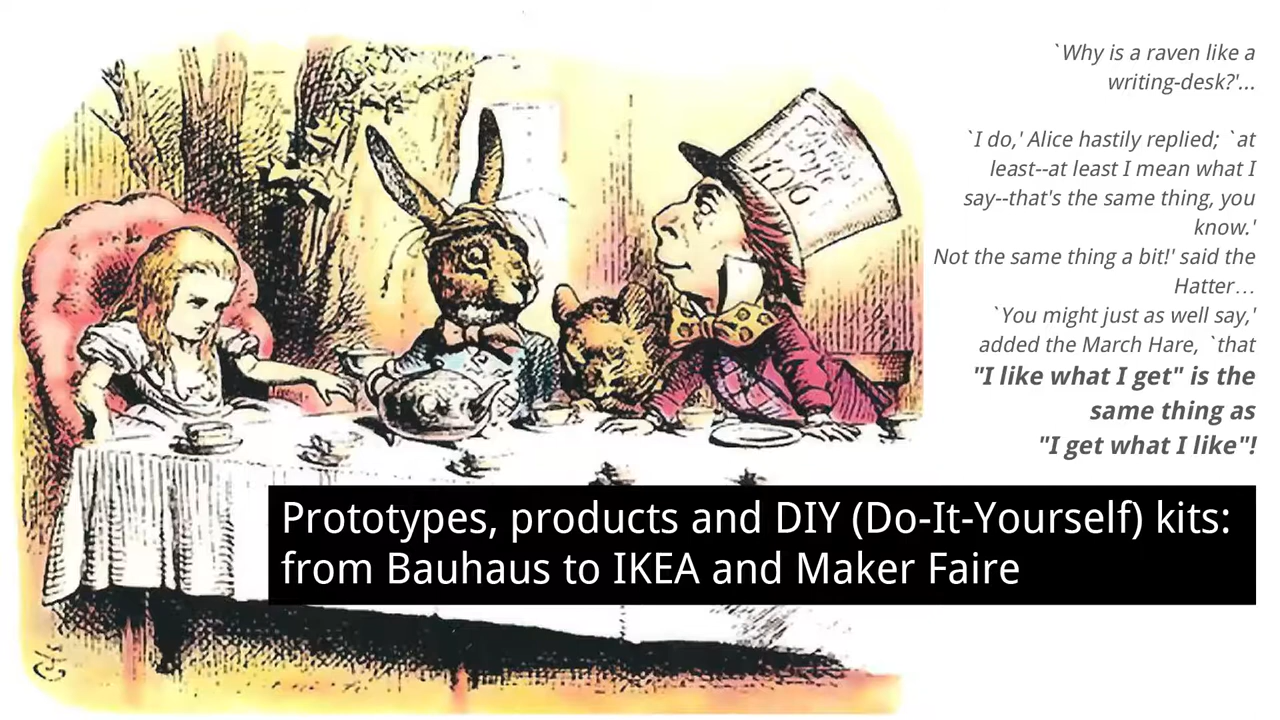 `Why is a raven like a
writing-desk?'...
`I do,' Alice hastily replied; `at
least--at least I mean what I
say--that's the same thing, you
know.'
Not the same thing a bit!' said the
Hatter…
`You might just as well say,'
added the March Hare, `that
"I like what I get" is the
same thing as
"I get what I like"!
Prototypes, products and DIY (Do-It-Yourself) kits:
from Bauhaus to IKEA and Maker Faire